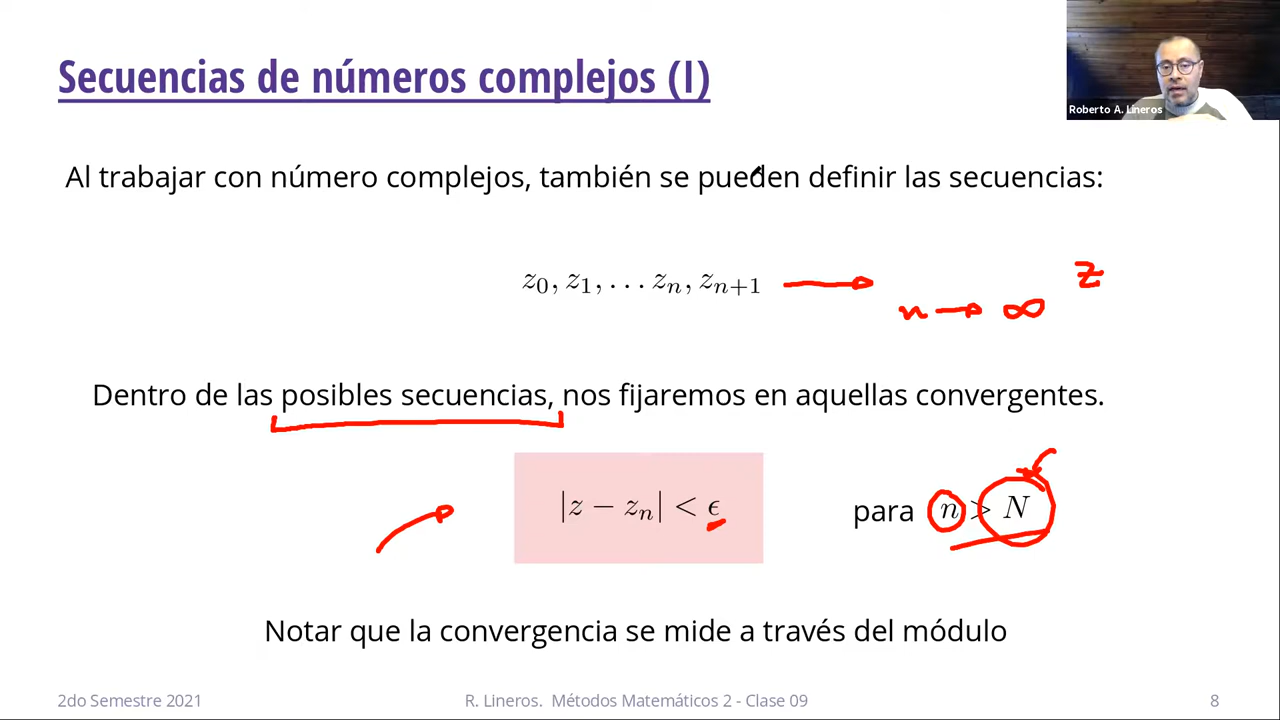 Secuencias de números complejos (I)
Roberto A. Lineros
Al trabajar con número complejos, también se pueden definir las secuencias:
z_0, z_1, \ldots z_n, z_{n+1} → z
n → ∞
Dentro de las posibles secuencias, nos fijaremos en aquellas convergentes.
|z − z_n| < ϵ para n > N
Notar que la convergencia se mide a través del módulo
2do Semestre 2021 R. Lineros. Métodos Matemáticos 2 - Clase 09 8